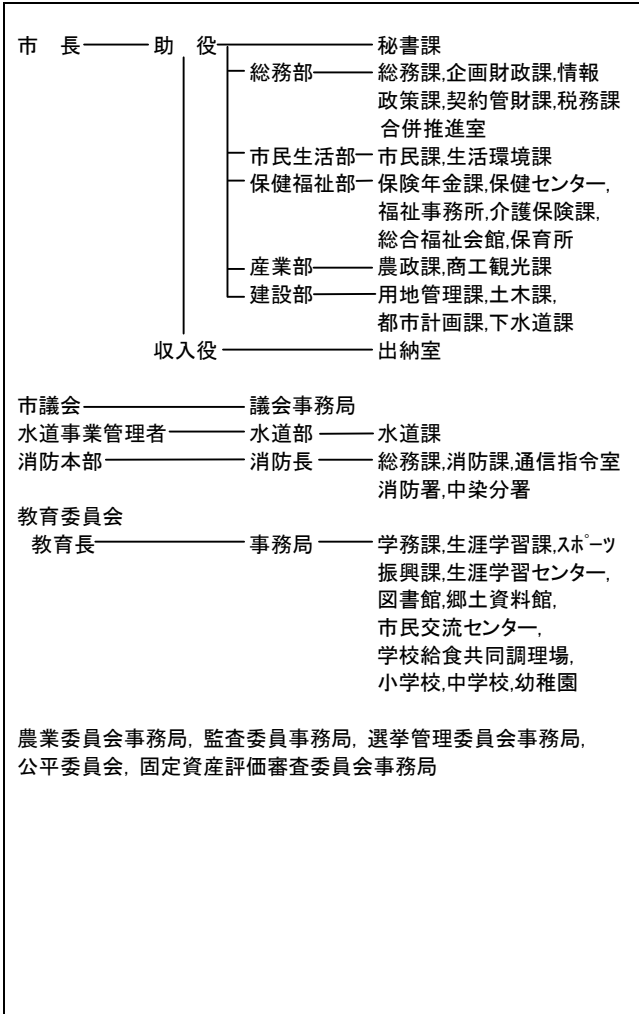 市　長 助　役 秘書課
総務部 総務課,企画財政課,情報
政策課,契約管財課,税務課
合併推進室
市民生活部 市民課,生活環境課
保健福祉部 保険年金課,保健センター,
福祉事務所,介護保険課,
総合福祉会館,保育所
産業部 農政課,商工観光課
建設部 用地管理課,土木課,
都市計画課,下水道課
収入役 出納室
市議会 議会事務局
水道事業管理者 水道部 水道課
消防本部 消防長 総務課,消防課,通信指令室
消防署,中染分署
教育委員会
教育長 事務局 学務課,生涯学習課,ｽﾎﾟｰﾂ
振興課,生涯学習センター,
図書館,郷土資料館,
市民交流センター,
学校給食共同調理場,
小学校,中学校,幼稚園
農業委員会事務局, 監査委員事務局, 選挙管理委員会事務局,
公平委員会, 固定資産評価審査委員会事務局